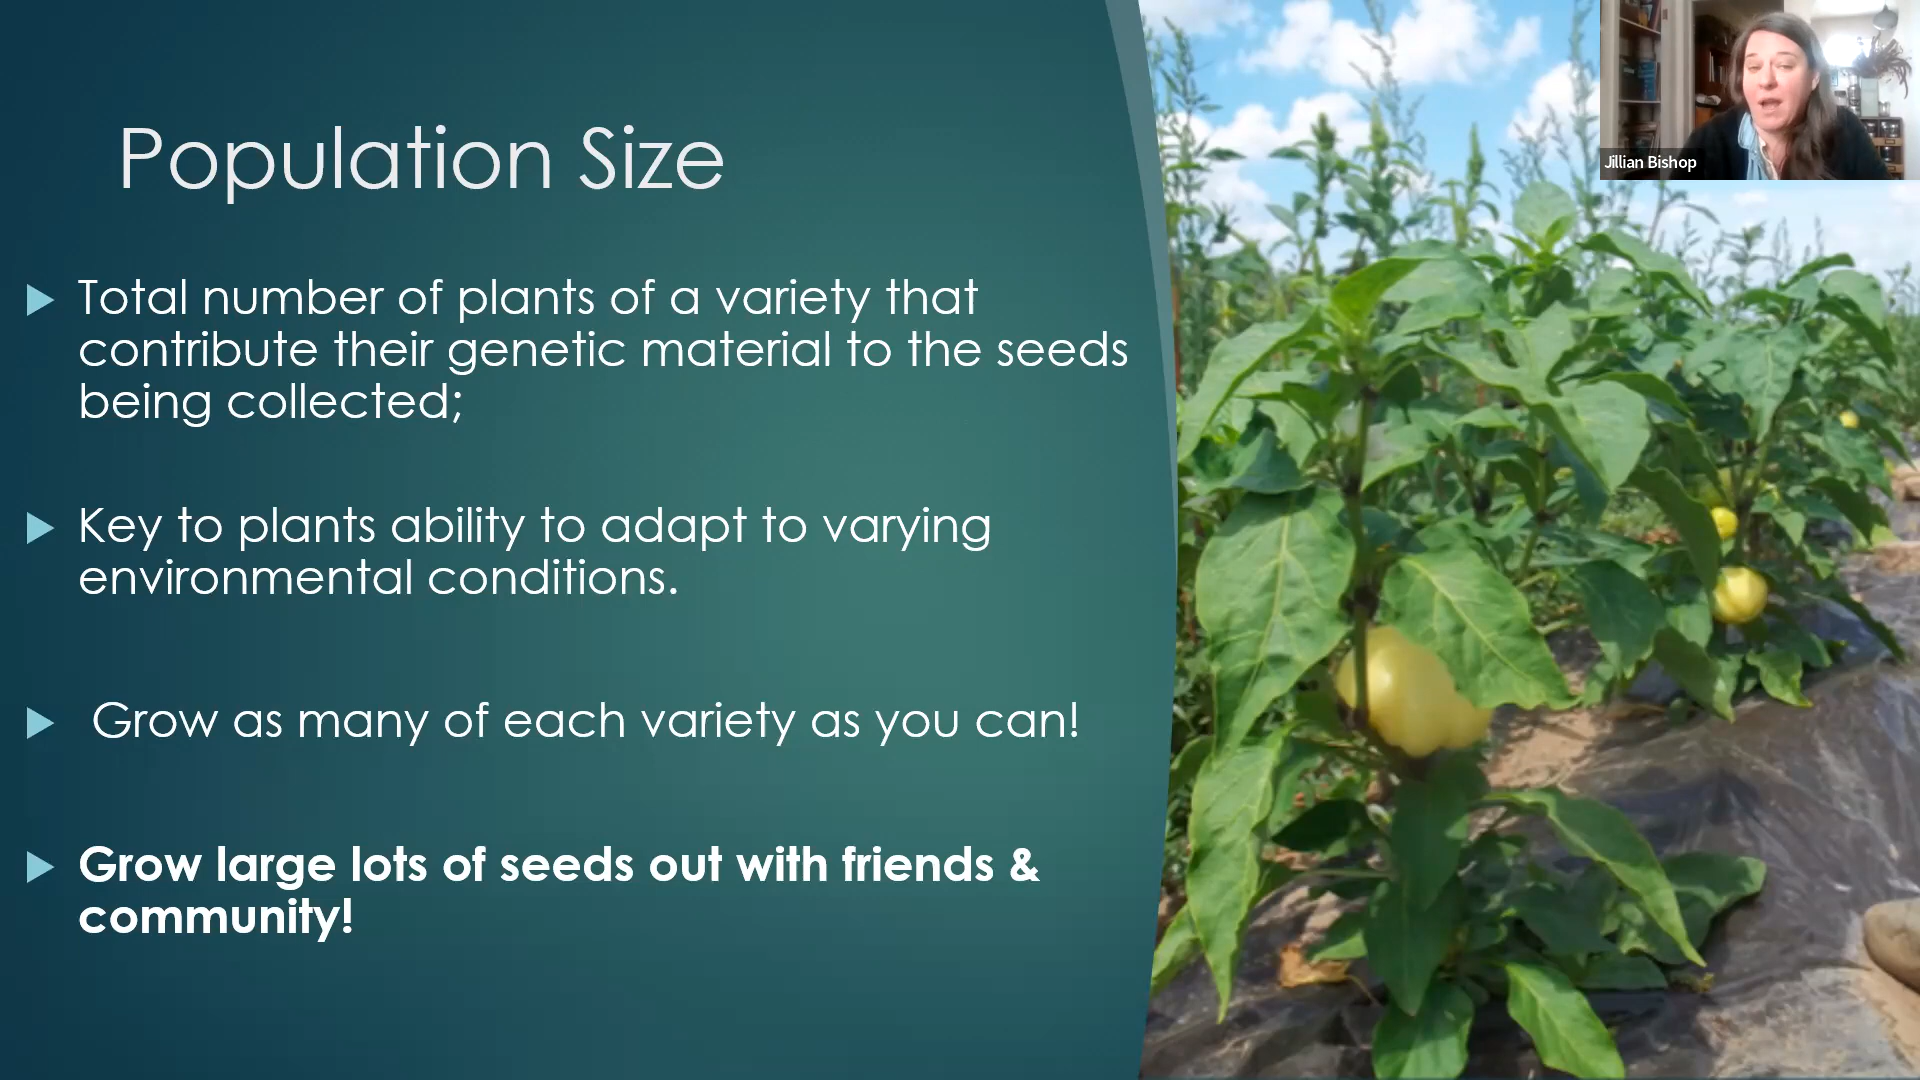 Population Size
Total number of plants of a variety that
contribute their genetic material to the seeds
being collected;
Key to plants ability to adapt to varying
environmental conditions.
Grow as many of each variety as you can!
Grow large lots of seeds out with friends &
community!
Jillian Bishop